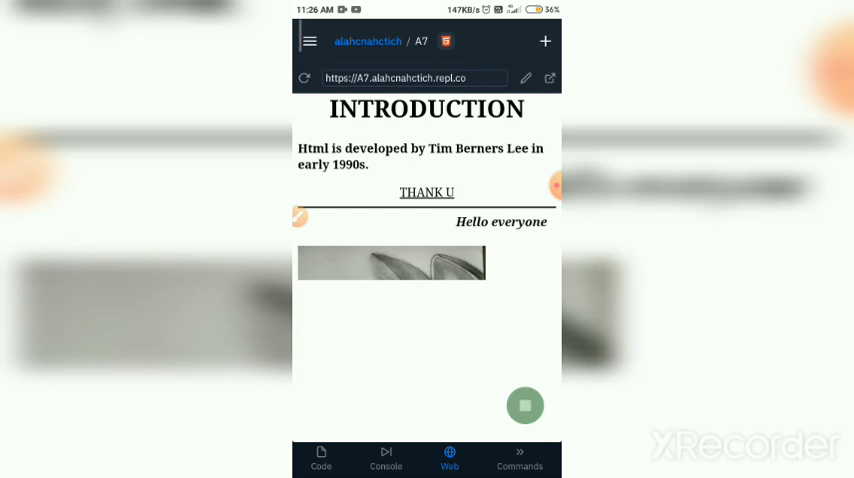 11:26 AM 147KB/s 36%
alahcnahctich / A7
https://A7.alahcnahctich.repl.co
INTRODUCTION
Html is developed by Tim Berners Lee in
early 1990s.
THANK U
Hello everyone
Code Console Web Commands
XRecorder